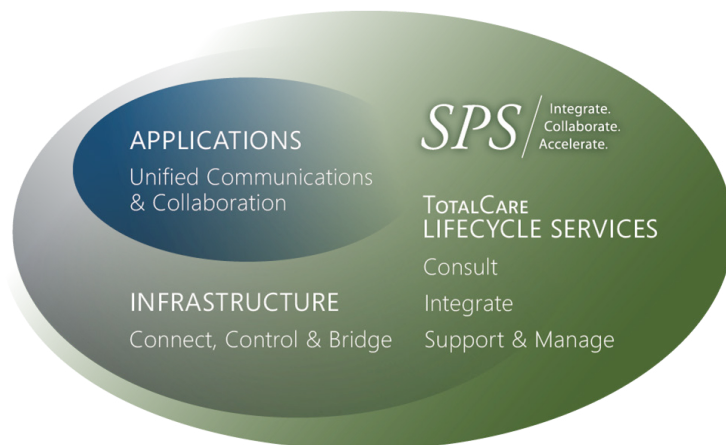 APPLICATIONS
Unified Communications
& Collaboration
INFRASTRUCTURE
Connect, Control & Bridge
SPS
Integrate.
Collaborate.
Accelerate.
TOTALCARE
LIFECYCLE SERVICES
Consult
Integrate
Support & Manage